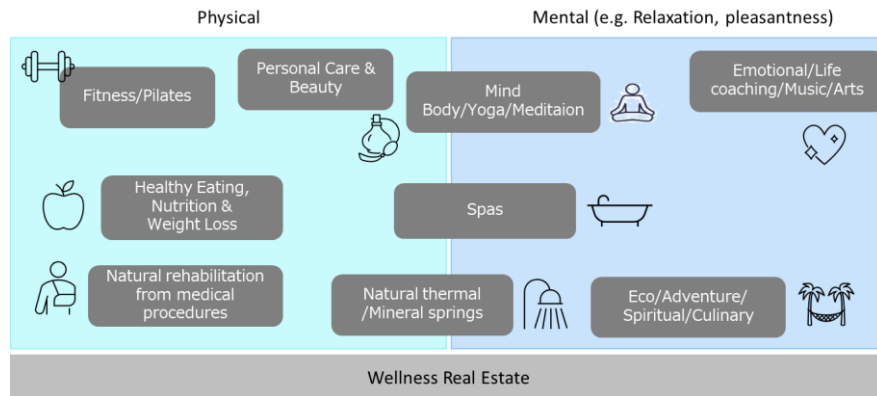 Physical
Mental (e.g. Relaxation, pleasantness)
Fitness/Pilates
Personal Care &
Beauty
Mind
Body/Yoga/Meditaion
Emotional/Life
coaching/Music/Arts
Healthy Eating,
Nutrition &
Weight Loss
Spas
Natural rehabilitation
from medical
procedures
Natural thermal
/Mineral springs
Eco/Adventure/
Spiritual/Culinary
Wellness Real Estate